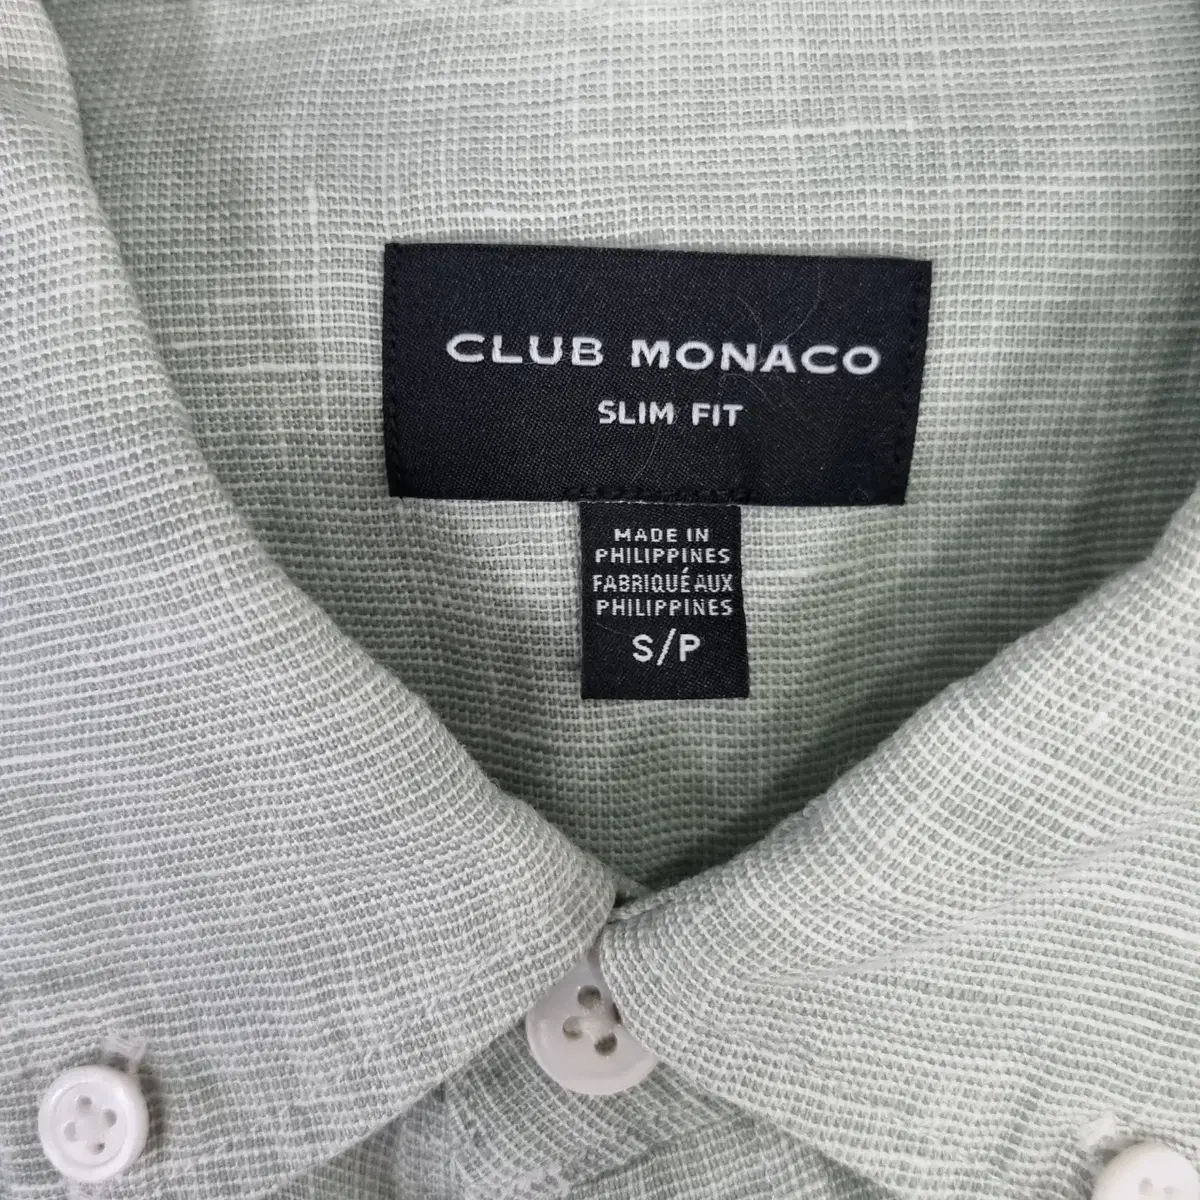 CLUB MONACO
SLIM FIT
MADE IN
PHILIPPINES
FABRIQUÉ AUX
PHILIPPINES
S/P